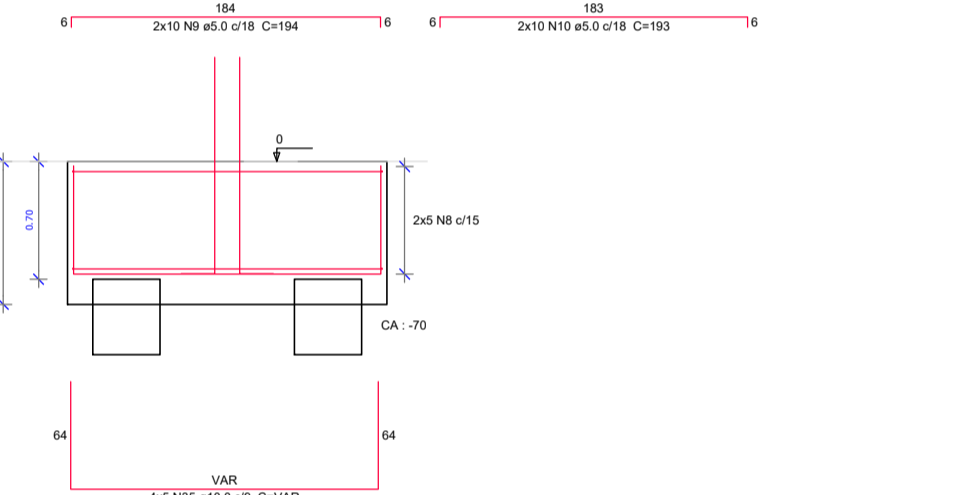 184
6 6
2x10 N9 ø5.0 c/18 C=194
183
6 6
2x10 N10 ø5.0 c/18 C=193
0
0.70
2x5 N8 c/15
CA : -70
64 64
VAR